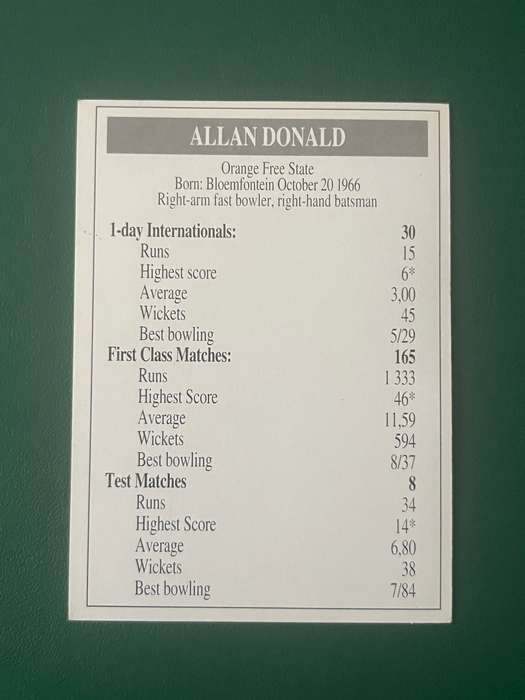 ALLAN DONALD
Orange Free State
Born: Bloemfontein October 20 1966
Right-arm fast bowler, right-hand batsman
1-day Internationals: 30
Runs 15
Highest score 6*
Average 3,00
Wickets 45
Best bowling 5/29
First Class Matches: 165
Runs 1 333
Highest Score 46*
Average 11,59
Wickets 594
Best bowling 8/37
Test Matches 8
Runs 34
Highest Score 14*
Average 6,80
Wickets 38
Best bowling 7/84